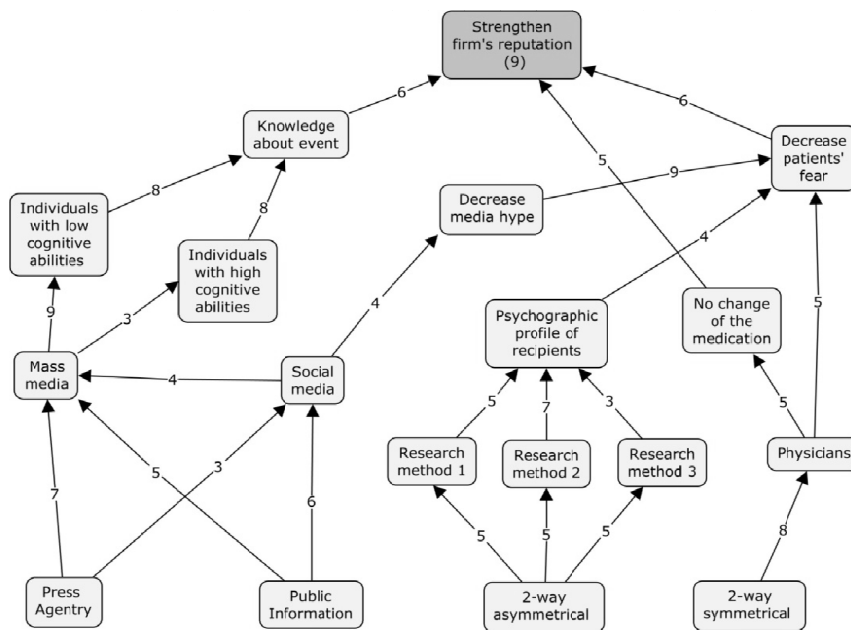 Strengthen
firm's reputation
(9)
6
6
Knowledge
about event
Decrease
patients'
fear
5
8
9
Individuals
with low
cognitive
abilities
8
Decrease
media hype
Individuals
with high
cognitive
abilities
4
4
5
9
3
Psychographic
profile of
recipients
No change
of the
medication
Mass
media
4
Social
media
5
7
3
5
Research
method 1
Research
method 2
Research
method 3
Physicians
7
5
3
6
5
5
5
8
Press
Agentry
Public
Information
2-way
asymmetrical
2-way
symmetrical